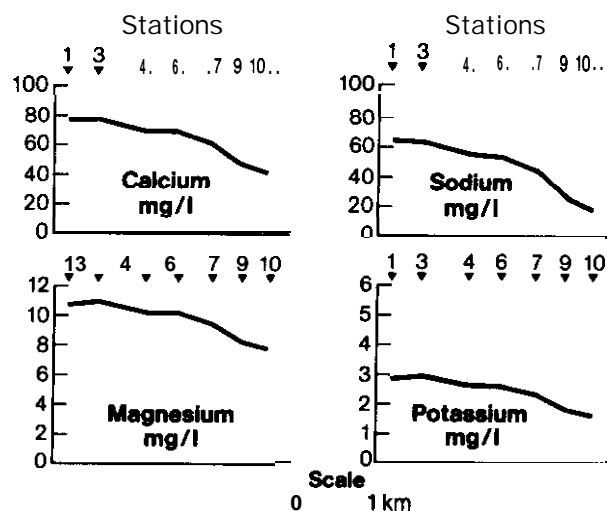 Stations
1 3 4. 6. .7 9 10..
100
80
60
40
20
0
Calcium
mg/l
Stations
1 3 4. 6. .7 9 10..
100
80
60
40
20
0
Sodium
mg/l
13 4 6 7 9 10
12
10
8
6
4
2
0
Magnesium
mg/l
1 3 4 6 7 9 10
6
5
4
3
2
1
0
Potassium
mg/l
Scale
0 1 km